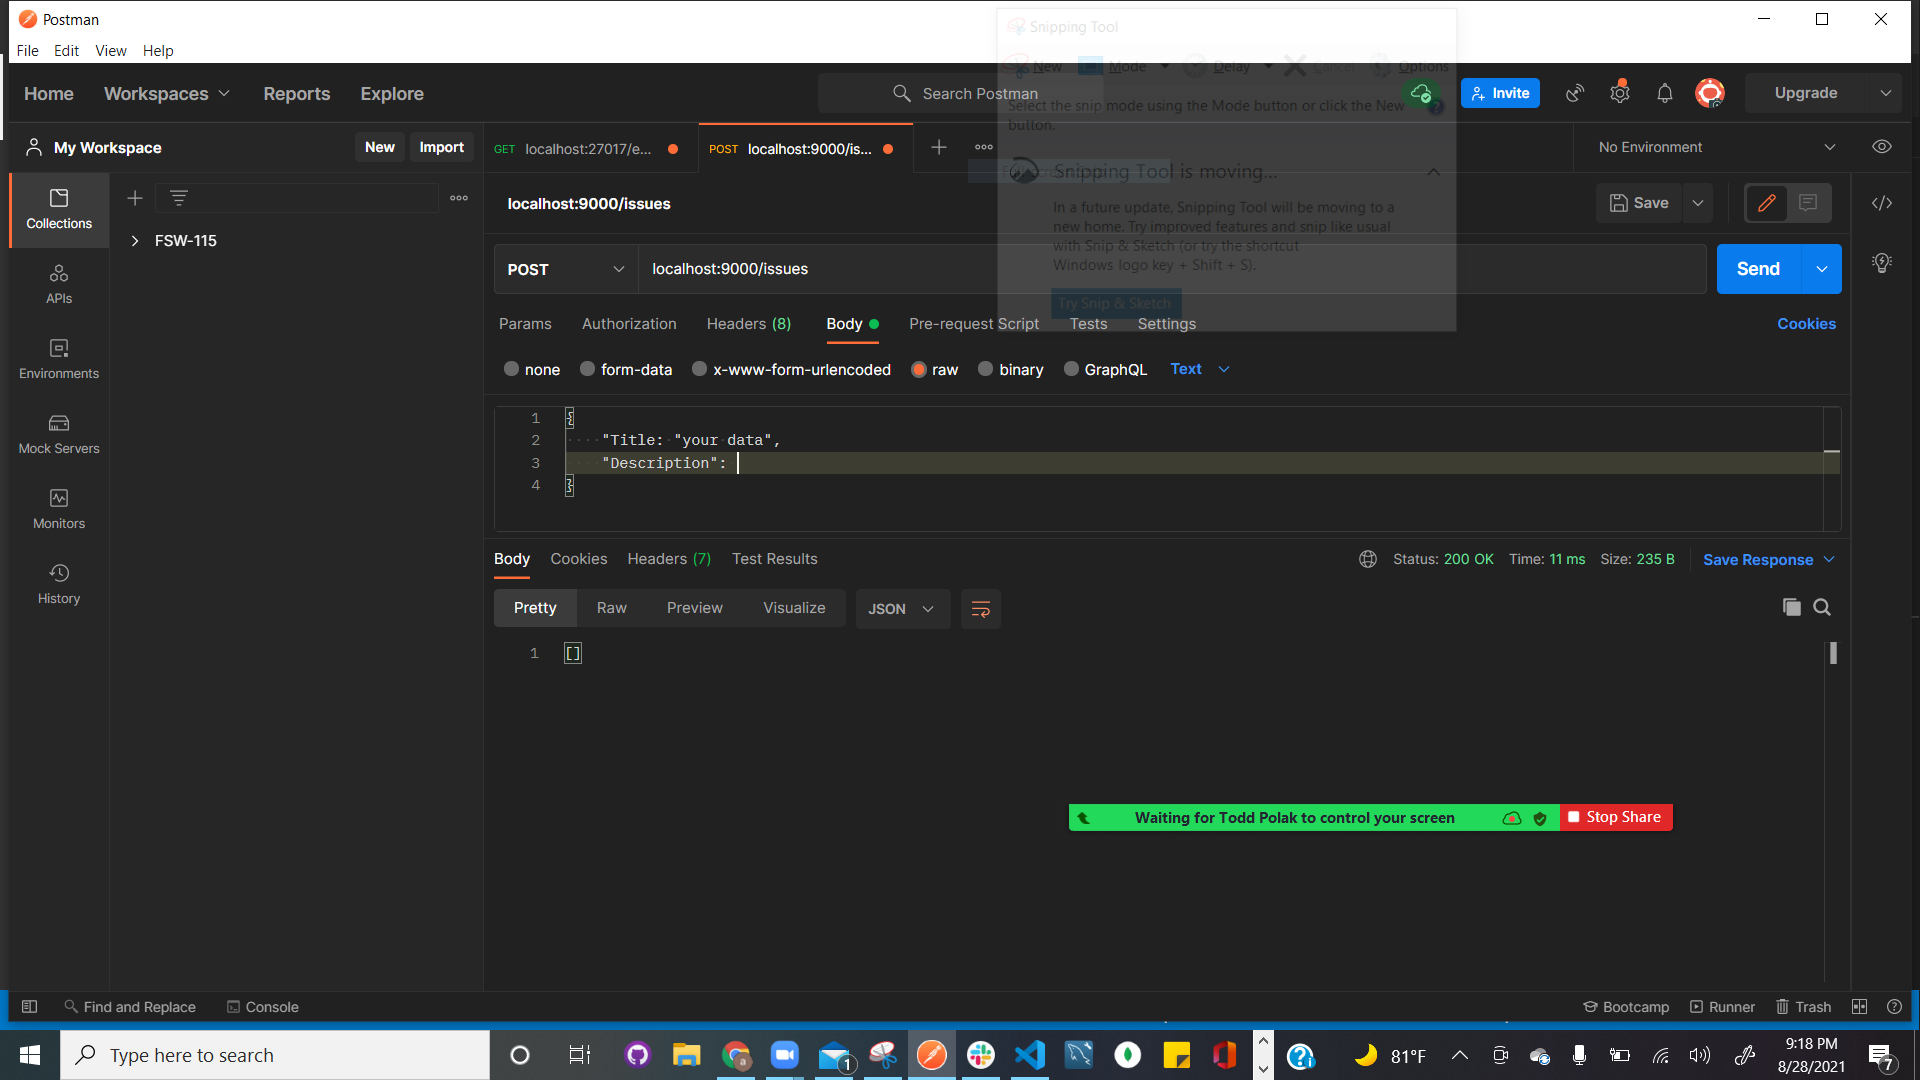 Postman
Snipping Tool
File Edit View Help
New Mode Delay Cancel Options
Home Workspaces Reports Explore
Search Postman
Invite
Upgrade
Select the snip mode using the Mode button or click the New
button.
My Workspace
New Import
GET localhost:27017/e...
POST localhost:9000/is...
No Environment
Snipping Tool is moving...
Collections
APIs
Environments
Mock Servers
Monitors
History
FSW-115
localhost:9000/issues
Save
In a future update, Snipping Tool will be moving to a
new home. Try improved features and snip like usual
with Snip & Sketch (or try the shortcut
Windows logo key + Shift + S).
Try Snip & Sketch
POST localhost:9000/issues
Send
Params Authorization Headers (8) Body Pre-request Script Tests Settings
Cookies
none form-data x-www-form-urlencoded raw binary GraphQL Text
1 {
2 "Title: "your data",
3 "Description":
4 }
Body Cookies Headers (7) Test Results
Status: 200 OK Time: 11 ms Size: 235 B Save Response
Pretty Raw Preview Visualize JSON
1 []
Waiting for Todd Polak to control your screen
Stop Share
Find and Replace Console
Bootcamp Runner Trash
Type here to search
1
81°F
9:18 PM
8/28/2021
7